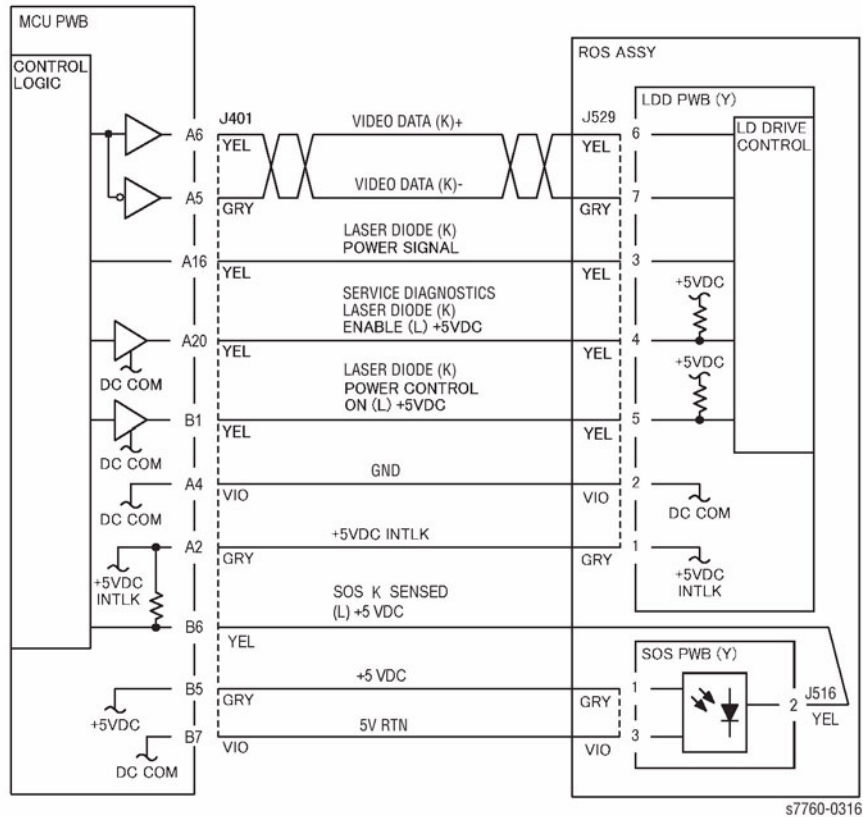 MCU PWB
CONTROL
LOGIC
ROS ASSY
LDD PWB (Y)
LD DRIVE
CONTROL
J401
J529
A6
YEL
VIDEO DATA (K)+
YEL
6
A5
GRY
VIDEO DATA (K)-
GRY
7
A16
YEL
LASER DIODE (K)
POWER SIGNAL
YEL
3
+5VDC
DC COM
A20
YEL
SERVICE DIAGNOSTICS
LASER DIODE (K)
ENABLE (L) +5VDC
YEL
4
+5VDC
DC COM
B1
YEL
LASER DIODE (K)
POWER CONTROL
ON (L) +5VDC
YEL
5
DC COM
A4
VIO
GND
VIO
2
DC COM
+5VDC
INTLK
A2
GRY
+5VDC INTLK
GRY
1
+5VDC
INTLK
B6
YEL
SOS K SENSED
(L) +5 VDC
SOS PWB (Y)
+5VDC
B5
GRY
+5 VDC
GRY
1
2
J516
YEL
DC COM
B7
VIO
5V RTN
VIO
3
s7760-0316